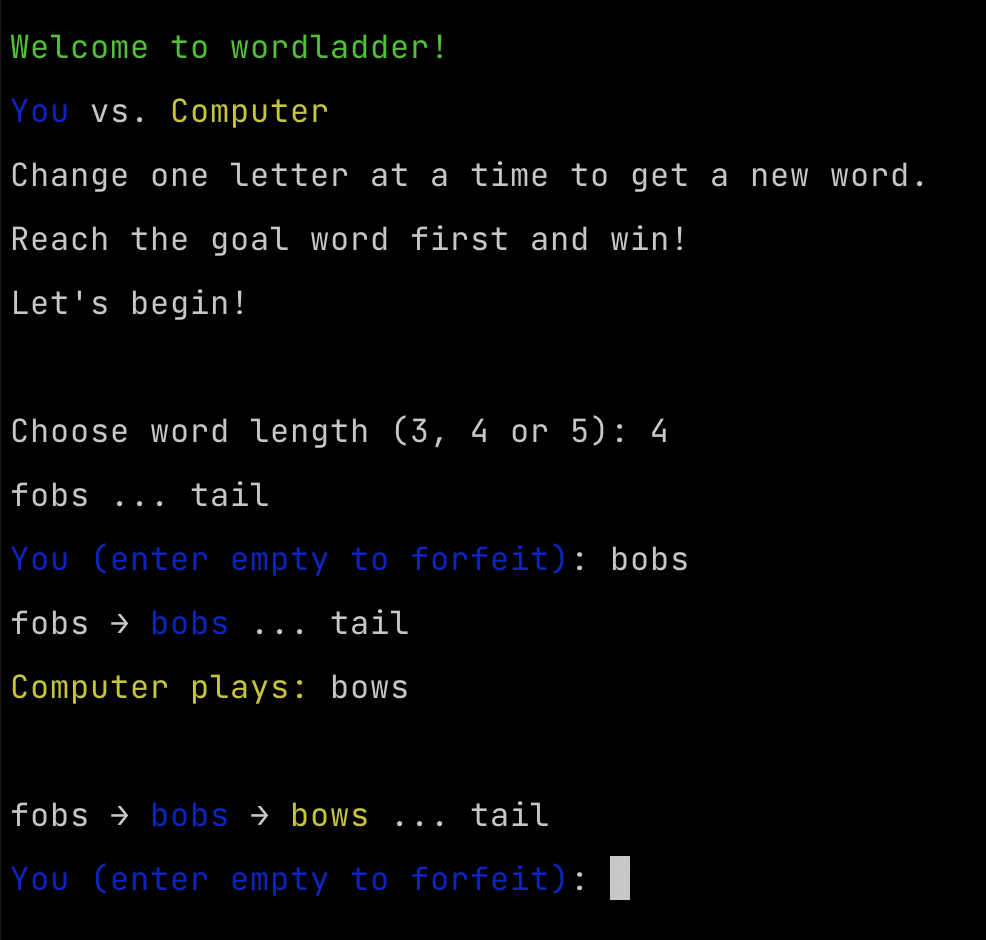 Welcome to wordladder!
You vs. Computer
Change one letter at a time to get a new word.
Reach the goal word first and win!
Let's begin!
Choose word length (3, 4 or 5): 4
fobs ... tail
You (enter empty to forfeit): bobs
fobs → bobs ... tail
Computer plays: bows
fobs → bobs → bows ... tail
You (enter empty to forfeit):